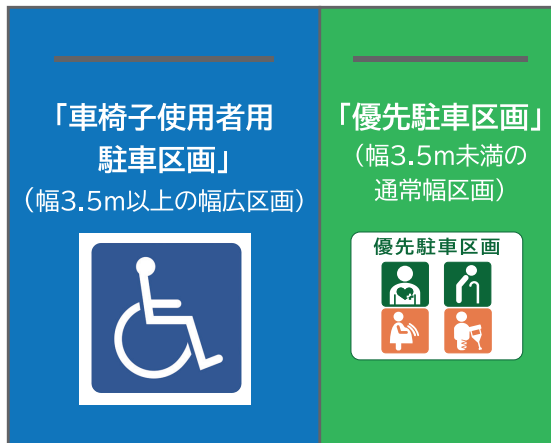 「車椅子使用者用
駐車区画」
（幅3.5m以上の幅広区画）
「優先駐車区画」
（幅3.5m未満の
通常幅区画）
優先駐車区画